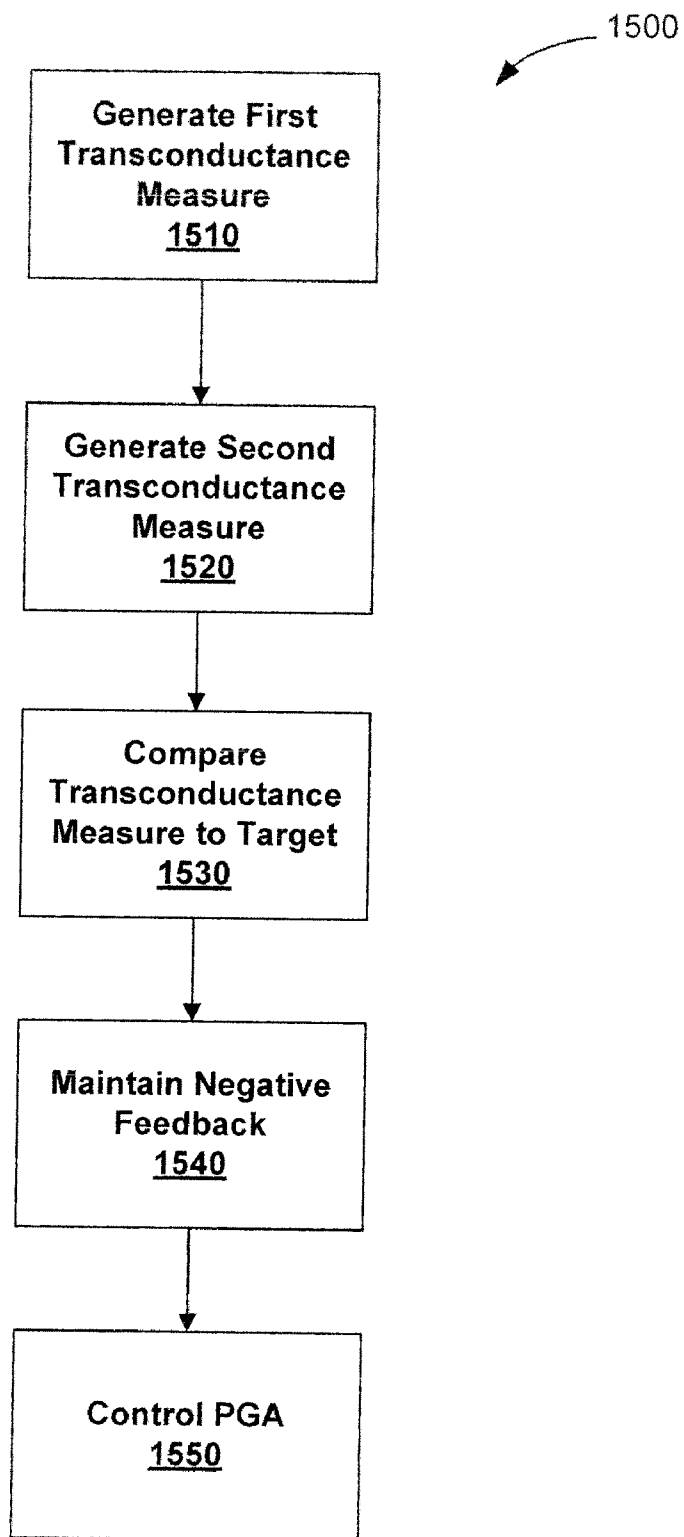 1500
Generate First
Transconductance
Measure
1510
Generate Second
Transconductance
Measure
1520
Compare
Transconductance
Measure to Target
1530
Maintain Negative
Feedback
1540
Control PGA
1550